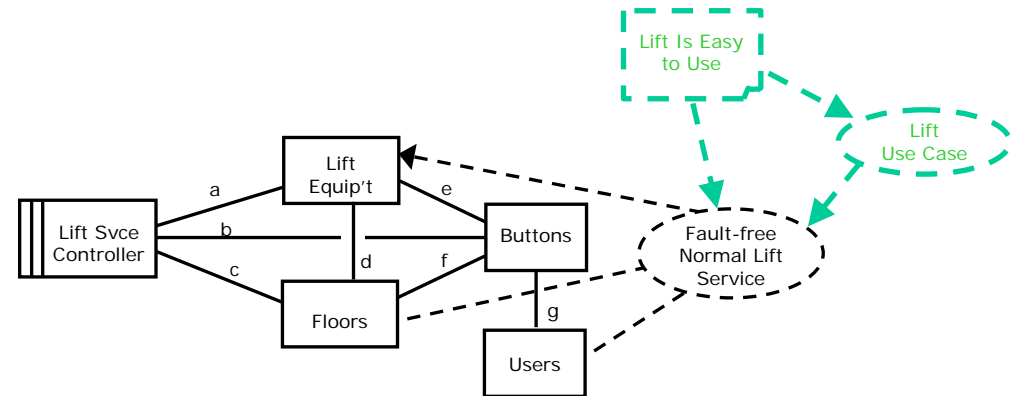 Lift Is Easy
to Use
Lift
Use Case
Lift
Equip't
a
e
Lift Svce
Controller
b
Buttons
Fault-free
Normal Lift
Service
c
d
f
Floors
g
Users